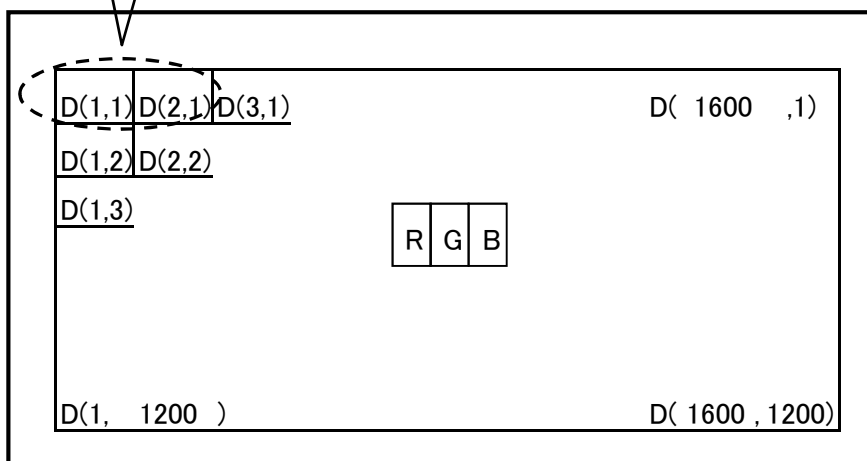 D(1,1) D(2,1) D(3,1) D( 1600 ,1)
D(1,2) D(2,2)
D(1,3)
R G B
D(1, 1200 ) D( 1600 , 1200)